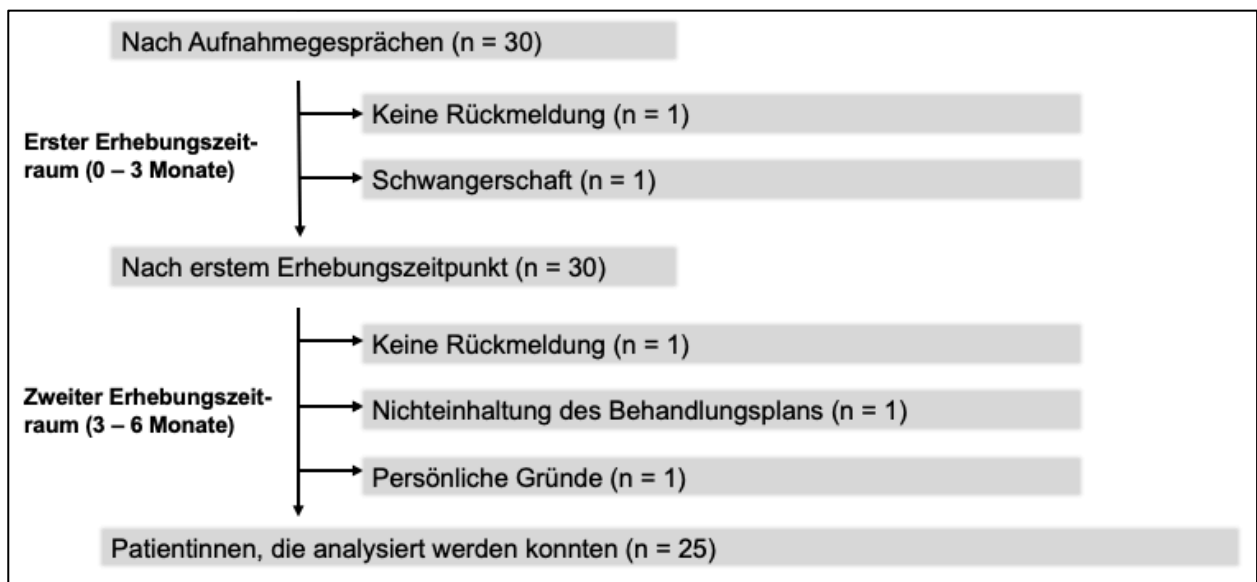 Nach Aufnahmegesprächen (n = 30)
Keine Rückmeldung (n = 1)
Erster Erhebungszeit-
raum (0 – 3 Monate)
Schwangerschaft (n = 1)
Nach erstem Erhebungszeitpunkt (n = 30)
Keine Rückmeldung (n = 1)
Zweiter Erhebungszeit-
raum (3 – 6 Monate)
Nichteinhaltung des Behandlungsplans (n = 1)
Persönliche Gründe (n = 1)
Patientinnen, die analysiert werden konnten (n = 25)